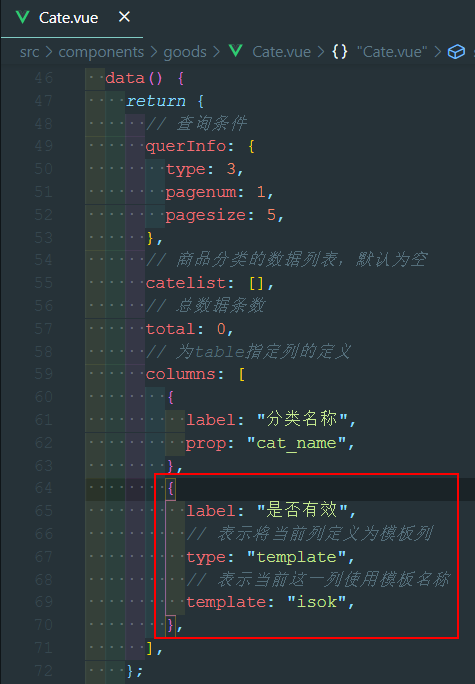 Cate.vue ×
src > components > goods > Cate.vue > {} "Cate.vue" >
46 data() {
47 return {
48 // 查询条件
49 querInfo: {
50 type: 3,
51 pagenum: 1,
52 pagesize: 5,
53 },
54 // 商品分类的数据列表，默认为空
55 catelist: [],
56 // 总数据条数
57 total: 0,
58 // 为table指定列的定义
59 columns: [
60 {
61 label: "分类名称",
62 prop: "cat_name",
63 },
64 {
65 label: "是否有效",
66 // 表示将当前列定义为模板列
67 type: "template",
68 // 表示当前这一列使用模板名称
69 template: "isok",
70 },
71 ],
72 };